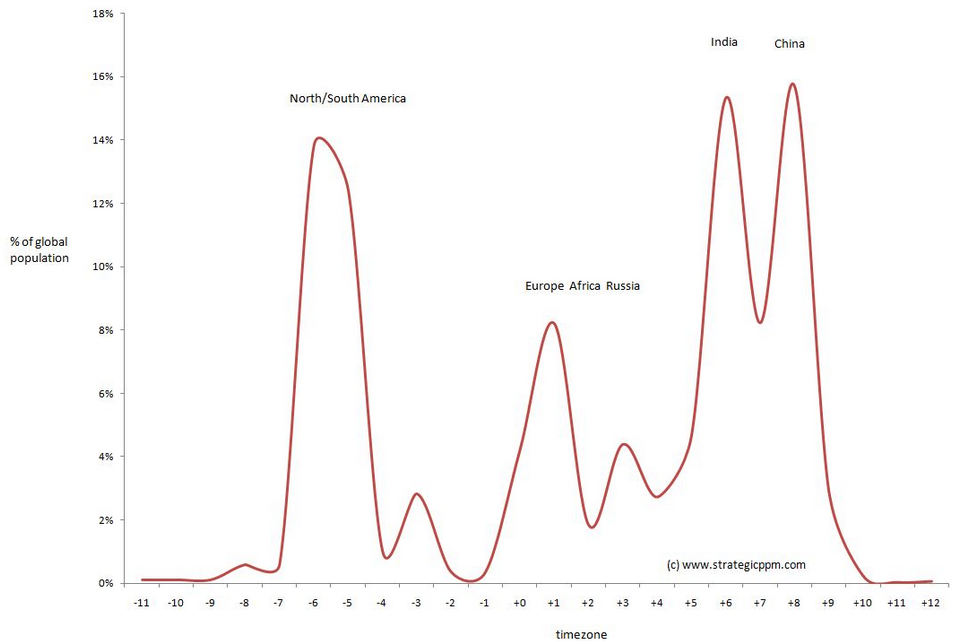 18%
India
China
16%
North/South America
14%
12%
% of global
population
10%
Europe Africa Russia
8%
6%
4%
2%
(c) www.strategicppm.com
0%
-11 -10 -9 -8 -7 -6 -5 -4 -3 -2 -1 +0 +1 +2 +3 +4 +5 +6 +7 +8 +9 +10 +11 +12
timezone